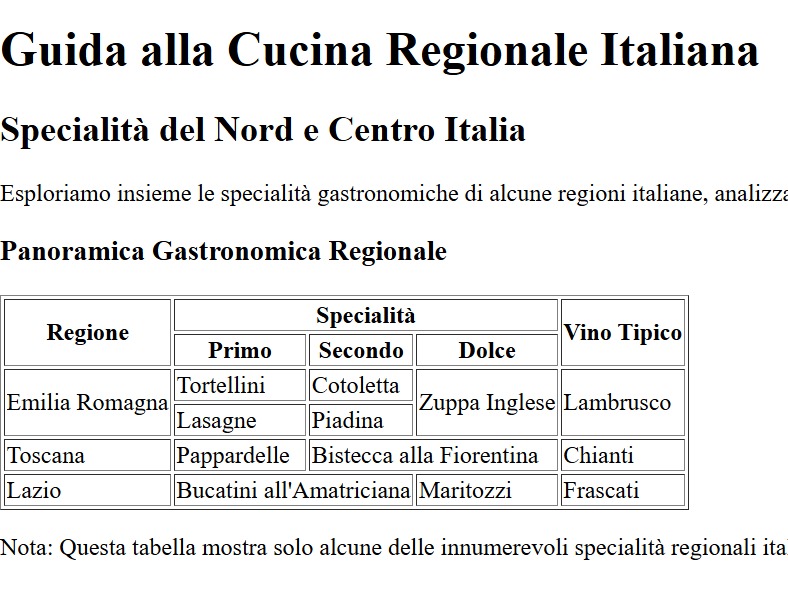 Guida alla Cucina Regionale Italiana
Specialità del Nord e Centro Italia
Esploriamo insieme le specialità gastronomiche di alcune regioni italiane,
Panoramica Gastronomica Regionale
Regione Specialità Vino Tipico
Primo Secondo Dolce
Emilia Romagna Tortellini Cotoletta Zuppa Inglese Lambrusco
Lasagne Piadina
Toscana Pappardelle Bistecca alla Fiorentina Chianti
Lazio Bucatini all'Amatriciana Maritozzi Frascati
Nota: Questa tabella mostra solo alcune delle innumerevoli specialità regionali